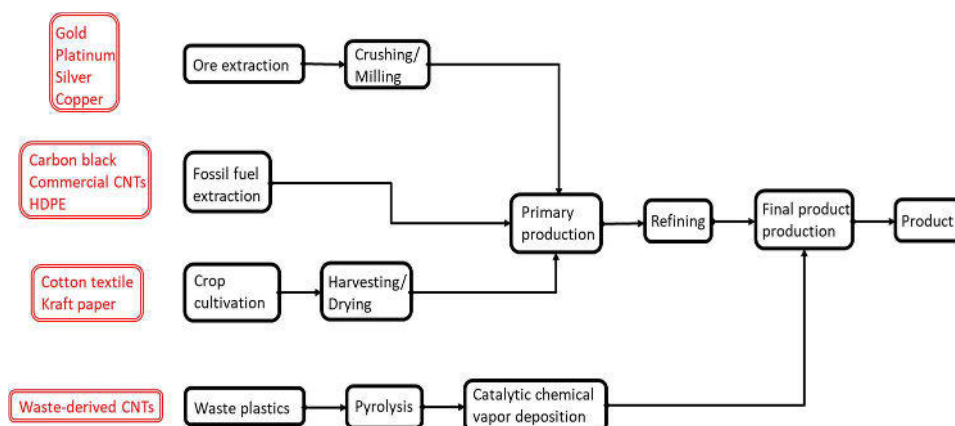 Gold
Platinum
Silver
Copper
Ore extraction
Crushing/
Milling
Carbon black
Commercial CNTs
HDPE
Fossil fuel
extraction
Primary
production
Refining
Final product
production
Product
Cotton textile
Kraft paper
Crop
cultivation
Harvesting/
Drying
Waste-derived CNTs
Waste plastics
Pyrolysis
Catalytic chemical
vapor deposition